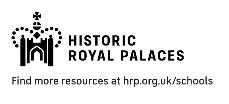 HISTORIC
ROYAL PALACES
Find more resources at hrp.org.uk/schools